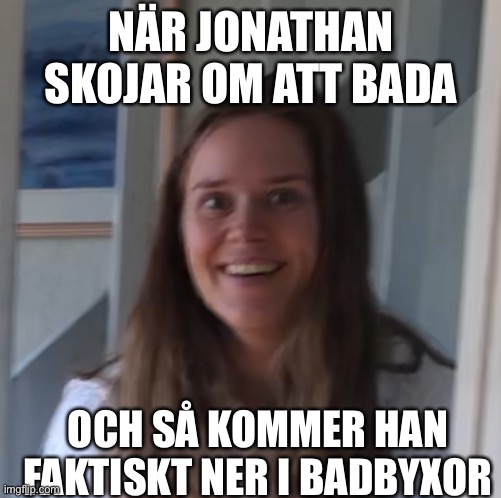 NÄR JONATHAN
SKOJAR OM ATT BADA
OCH SÅ KOMMER HAN
FAKTISKT NER I BADBYXOR
imgflip.com